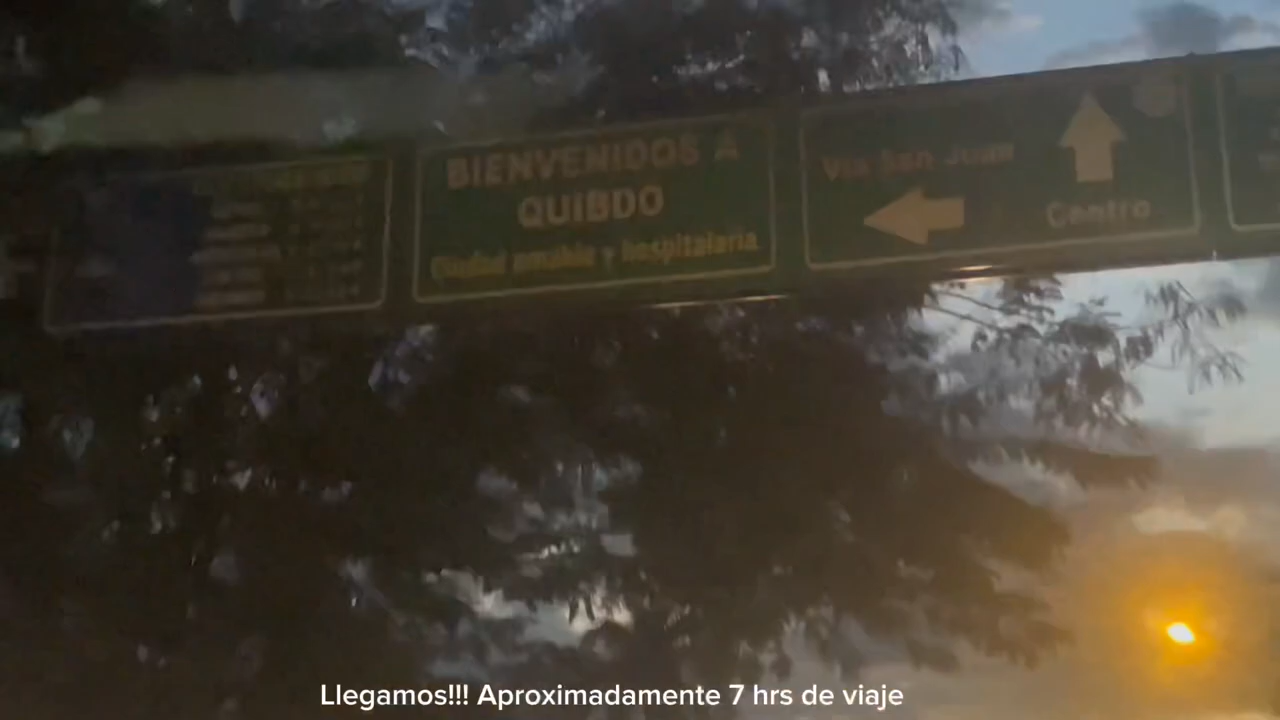 BIENVENIDOS A
QUIBDO
Ciudad amable y hospitalaria
Vía San Juan
Centro
Llegamos!!! Aproximadamente 7 hrs de viaje